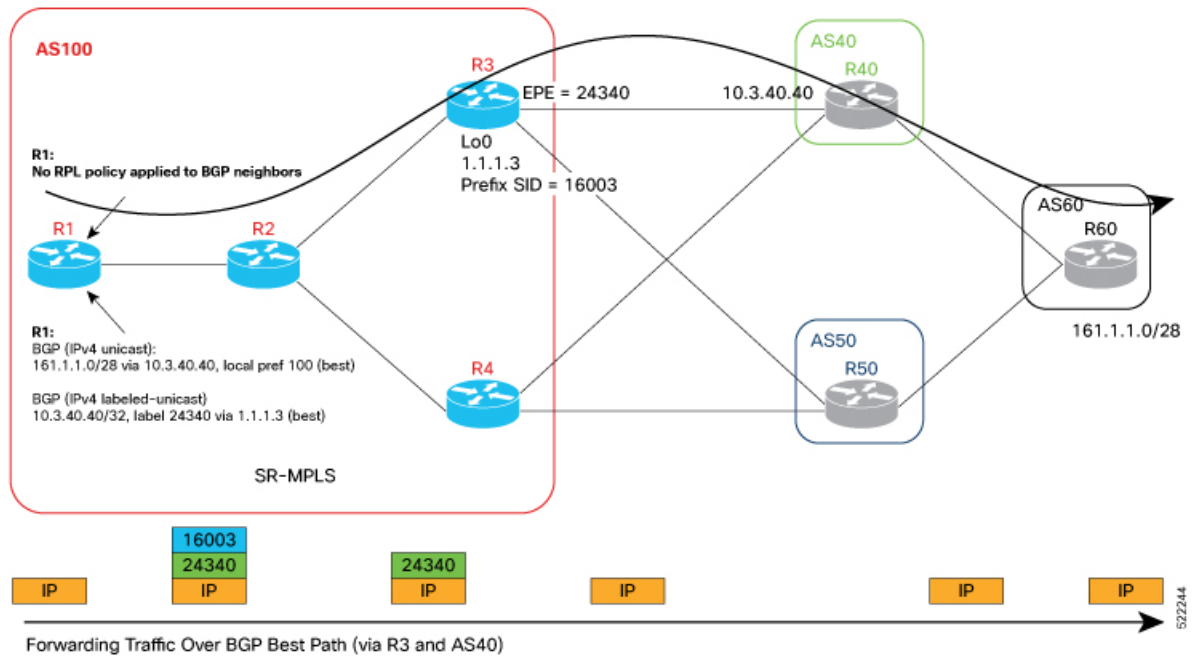 AS100
R3
EPE = 24340
10.3.40.40
AS40
R40
Lo0
1.1.1.3
Prefix SID = 16003
R1:
No RPL policy applied to BGP neighbors
R1
R2
AS60
R60
161.1.1.0/28
R1:
BGP (IPv4 unicast):
161.1.1.0/28 via 10.3.40.40, local pref 100 (best)
BGP (IPv4 labeled-unicast)
10.3.40.40/32, label 24340 via 1.1.1.3 (best)
R4
AS50
R50
SR-MPLS
16003
24340
24340
IP
IP
IP
IP
IP
IP
522244
Forwarding Traffic Over BGP Best Path (via R3 and AS40)